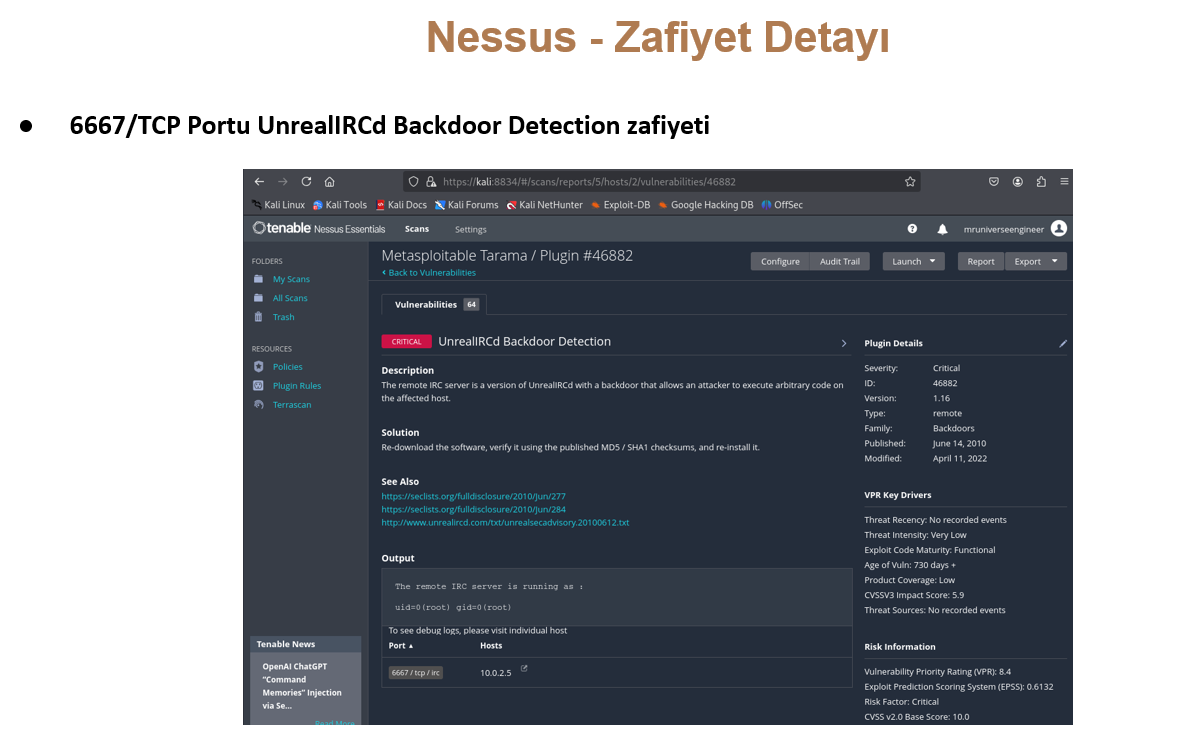 Nessus - Zafiyet Detayı
● 6667/TCP Portu UnrealIRCd Backdoor Detection zafiyeti
https://kali:8834/#/scans/reports/5/hosts/2/vulnerabilities/46882
Kali Linux Kali Tools Kali Docs Kali Forums Kali NetHunter Exploit-DB Google Hacking DB OffSec
tenable Nessus Essentials Scans Settings mruniverseengineer
FOLDERS
My Scans
All Scans
Trash
RESOURCES
Policies
Plugin Rules
Terrascan
Tenable News
OpenAI ChatGPT
"Command
Memories" Injection
via Se...
Read More
Metasploitable Tarama / Plugin #46882
Back to Vulnerabilities
Configure Audit Trail Launch Report Export
Vulnerabilities 64
CRITICAL UnrealIRCd Backdoor Detection
Description
The remote IRC server is a version of UnrealIRCd with a backdoor that allows an attacker to execute arbitrary code on
the affected host.
Solution
Re-download the software, verify it using the published MD5 / SHA1 checksums, and re-install it.
See Also
https://seclists.org/fulldisclosure/2010/Jun/277
https://seclists.org/fulldisclosure/2010/Jun/284
http://www.unrealircd.com/txt/unrealsecadvisory.20100612.txt
Output
The remote IRC server is running as :
uid=0(root) gid=0(root)
To see debug logs, please visit individual host
Port Hosts
6667 / tcp / irc 10.0.2.5
Plugin Details
Severity: Critical
ID: 46882
Version: 1.16
Type: remote
Family: Backdoors
Published: June 14, 2010
Modified: April 11, 2022
VPR Key Drivers
Threat Recency: No recorded events
Threat Intensity: Very Low
Exploit Code Maturity: Functional
Age of Vuln: 730 days +
Product Coverage: Low
CVSSV3 Impact Score: 5.9
Threat Sources: No recorded events
Risk Information
Vulnerability Priority Rating (VPR): 8.4
Exploit Prediction Scoring System (EPSS): 0.6132
Risk Factor: Critical
CVSS v2.0 Base Score: 10.0